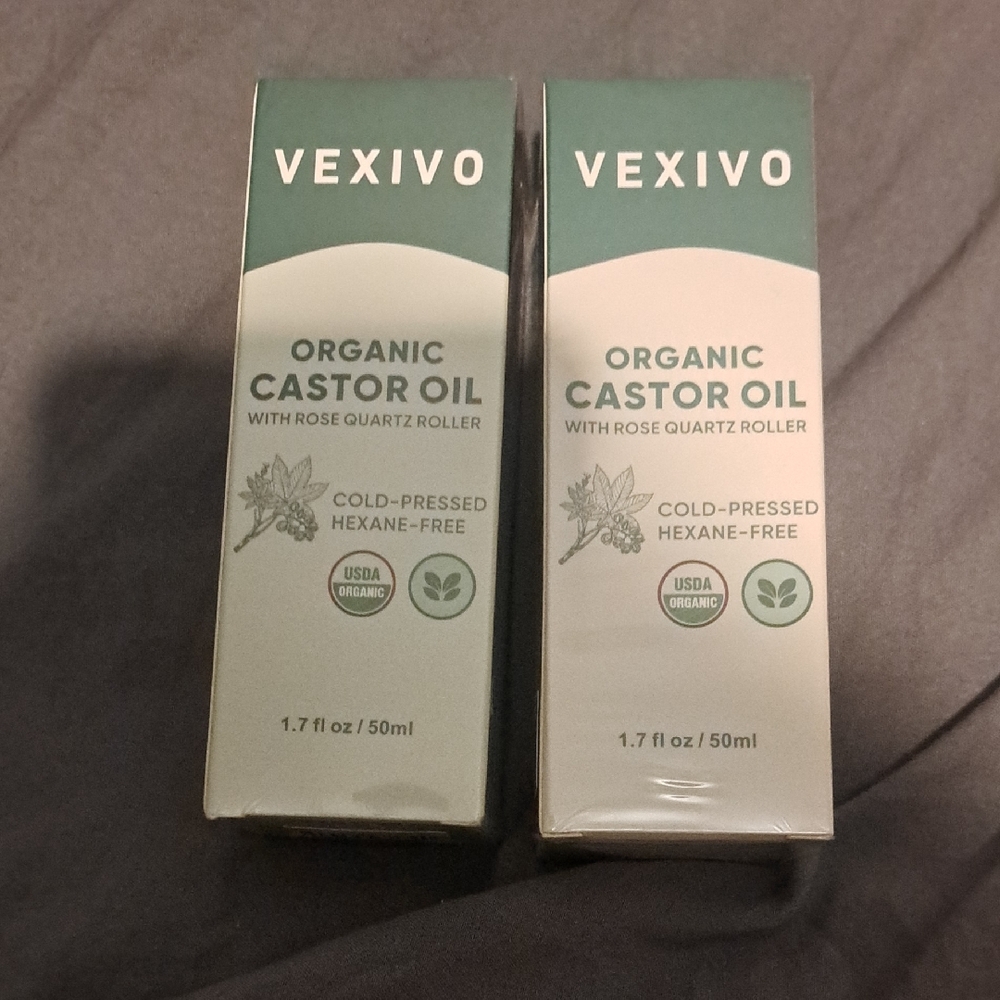 VEXIVO
ORGANIC
CASTOR OIL
WITH ROSE QUARTZ ROLLER
COLD-PRESSED
HEXANE-FREE
USDA
ORGANIC
1.7 fl oz / 50ml
VEXIVO
ORGANIC
CASTOR OIL
WITH ROSE QUARTZ ROLLER
COLD-PRESSED
HEXANE-FREE
USDA
ORGANIC
1.7 fl oz / 50ml